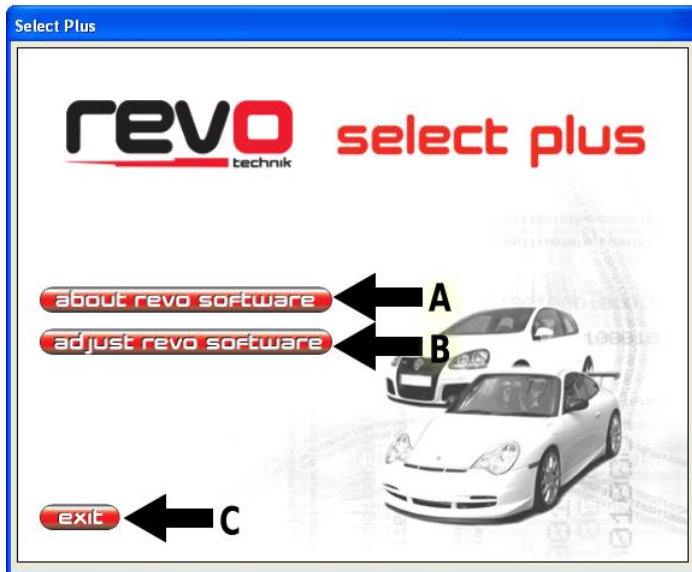 Select Plus
revo select plus
technik
about revo software A
adjust revo software B
exit C